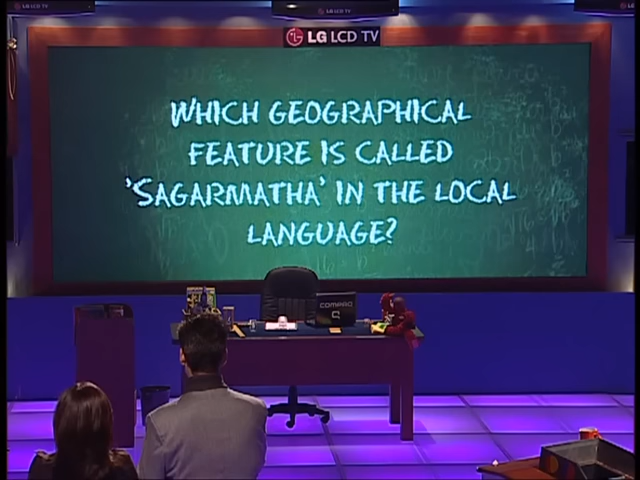 LG LCD TV
WHICH GEOGRAPHICAL
FEATURE IS CALLED
'SAGARMATHA' IN THE LOCAL
LANGUAGE?
COMPAQ